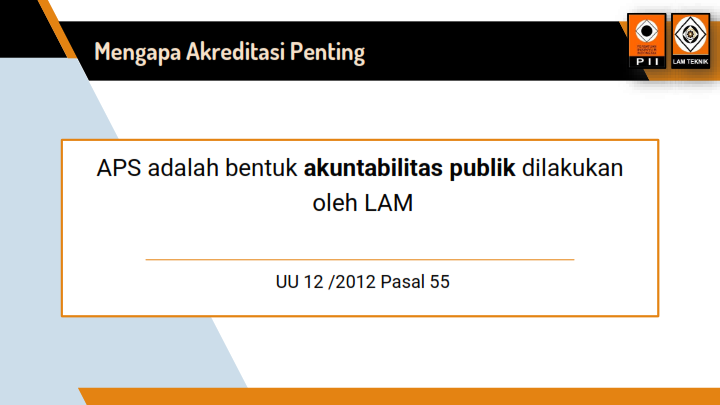 Mengapa Akreditasi Penting
PII
LAM TEKNIK
APS adalah bentuk akuntabilitas publik dilakukan
oleh LAM
UU 12 /2012 Pasal 55